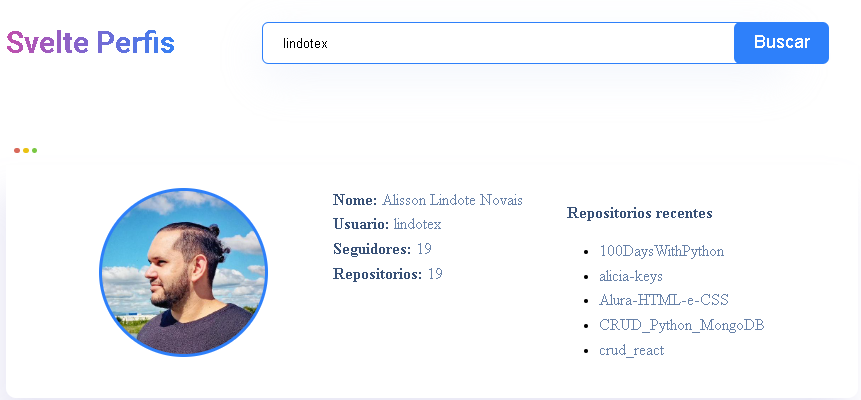 Svelte Perfis
lindotex
Buscar
Nome: Alisson Lindote Novais
Usuario: lindotex
Seguidores: 19
Repositorios: 19
Repositorios recentes
100DaysWithPython
alicia-keys
Alura-HTML-e-CSS
CRUD_Python_MongoDB
crud_react